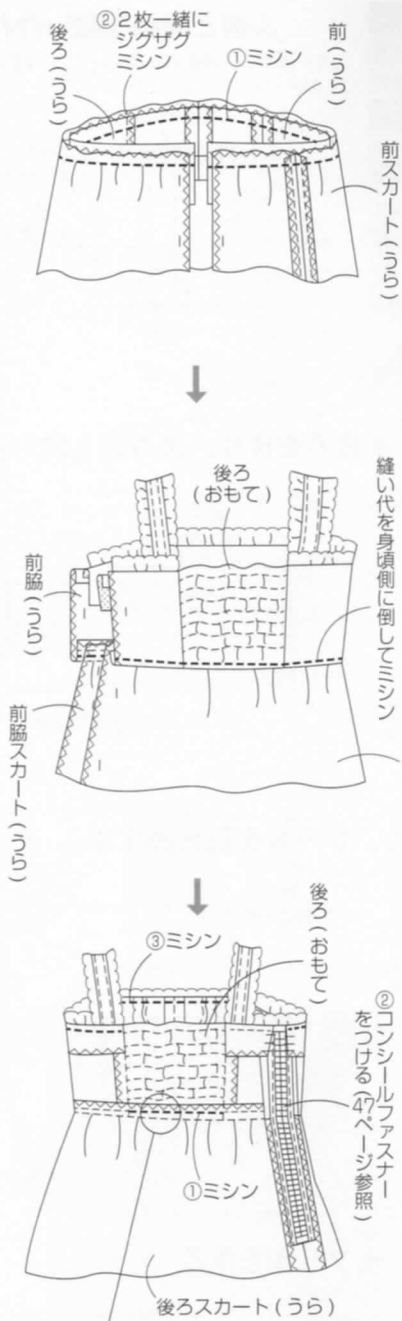 ②2枚一緒に
ジグザグ
ミシン
①ミシン
前(うら)
後ろ(うら)
前スカート(うら)
後ろ
(おもて)
縫い代を身頃側に倒してミシン
前脇(うら)
前脇スカート(うら)
後ろ(おもて)
③ミシン
②コンシールファスナー
をつける(47ページ参照)
①ミシン
後ろスカート(うら)